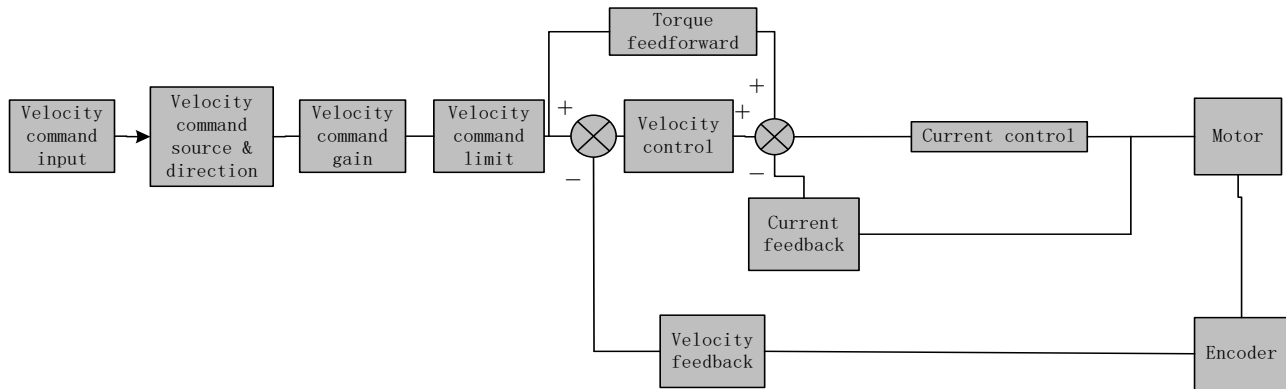 Torque
feedforward
Velocity
command
input
Velocity
command
source &
direction
Velocity
command
gain
Velocity
command
limit
+
−
Velocity
control
+
+
−
Current control
Motor
Current
feedback
Velocity
feedback
Encoder